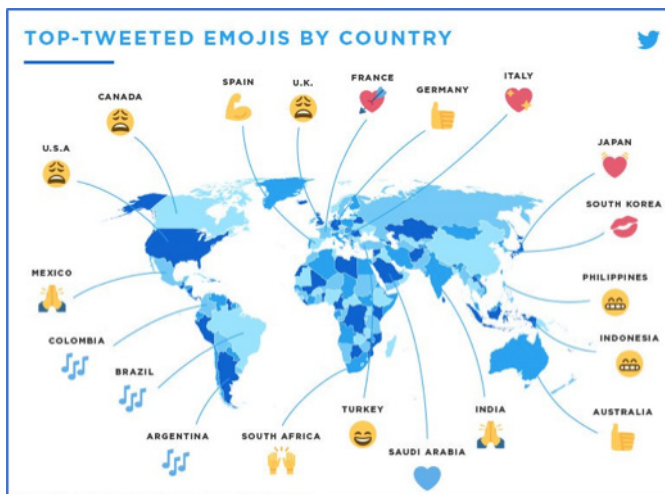 TOP-TWEETED EMOJIS BY COUNTRY
SPAIN
U.K.
FRANCE
GERMANY
ITALY
CANADA
U.S.A
JAPAN
SOUTH KOREA
MEXICO
PHILIPPINES
COLOMBIA
INDONESIA
BRAZIL
AUSTRALIA
ARGENTINA
SOUTH AFRICA
TURKEY
INDIA
SAUDI ARABIA